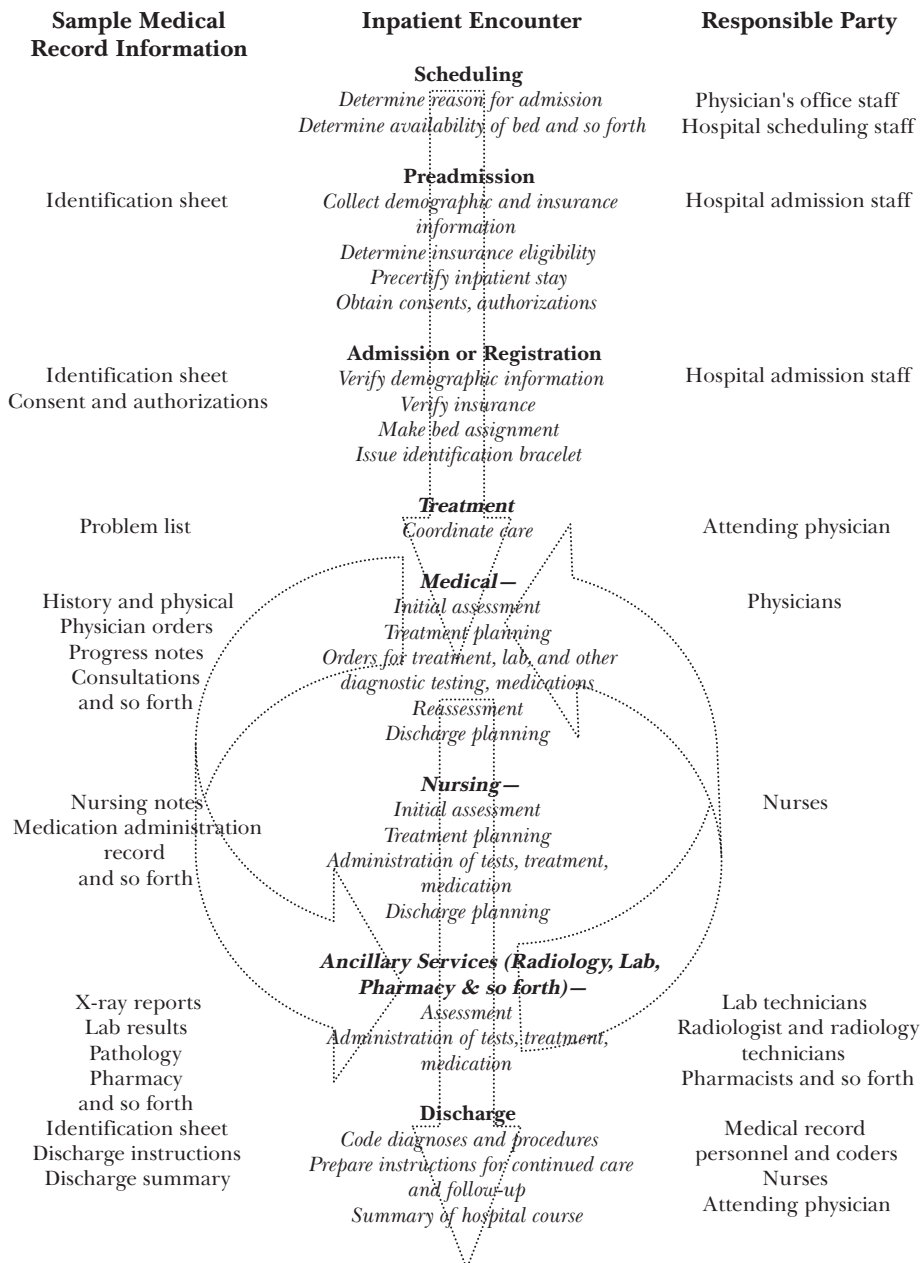 Sample Medical
Record Information
Inpatient Encounter
Responsible Party
Scheduling
Determine reason for admission
Determine availability of bed and so forth
Physician's office staff
Hospital scheduling staff
Identification sheet
Preadmission
Collect demographic and insurance
information
Determine insurance eligibility
Precertify inpatient stay
Obtain consents, authorizations
Hospital admission staff
Identification sheet
Consent and authorizations
Admission or Registration
Verify demographic information
Verify insurance
Make bed assignment
Issue identification bracelet
Hospital admission staff
Problem list
Treatment
Coordinate care
Attending physician
History and physical
Physician orders
Progress notes
Consultations
and so forth
Medical—
Initial assessment
Treatment planning
Orders for treatment, lab, and other
diagnostic testing, medications
Reassessment
Discharge planning
Physicians
Nursing notes
Medication administration
record
and so forth
Nursing—
Initial assessment
Treatment planning
Administration of tests, treatment,
medication
Discharge planning
Nurses
X-ray reports
Lab results
Pathology
Pharmacy
and so forth
Ancillary Services (Radiology, Lab,
Pharmacy & so forth)—
Assessment
Administration of tests, treatment,
medication
Lab technicians
Radiologist and radiology
technicians
Pharmacists and so forth
Identification sheet
Discharge instructions
Discharge summary
Discharge
Code diagnoses and procedures
Prepare instructions for continued care
and follow-up
Summary of hospital course
Medical record
personnel and coders
Nurses
Attending physician